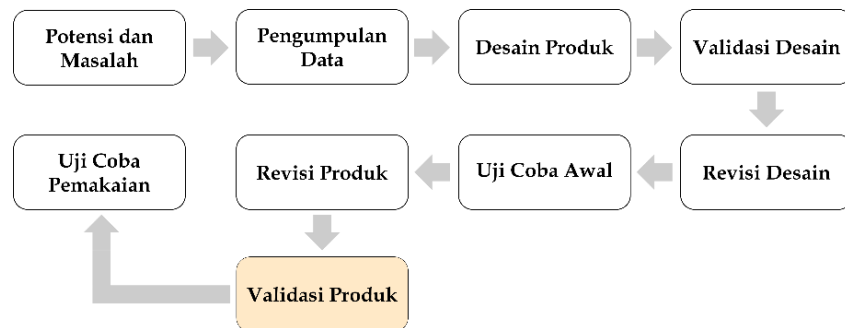 Potensi dan
Masalah
Pengumpulan
Data
Desain Produk
Validasi Desain
Revisi Desain
Uji Coba Awal
Revisi Produk
Validasi Produk
Uji Coba
Pemakaian